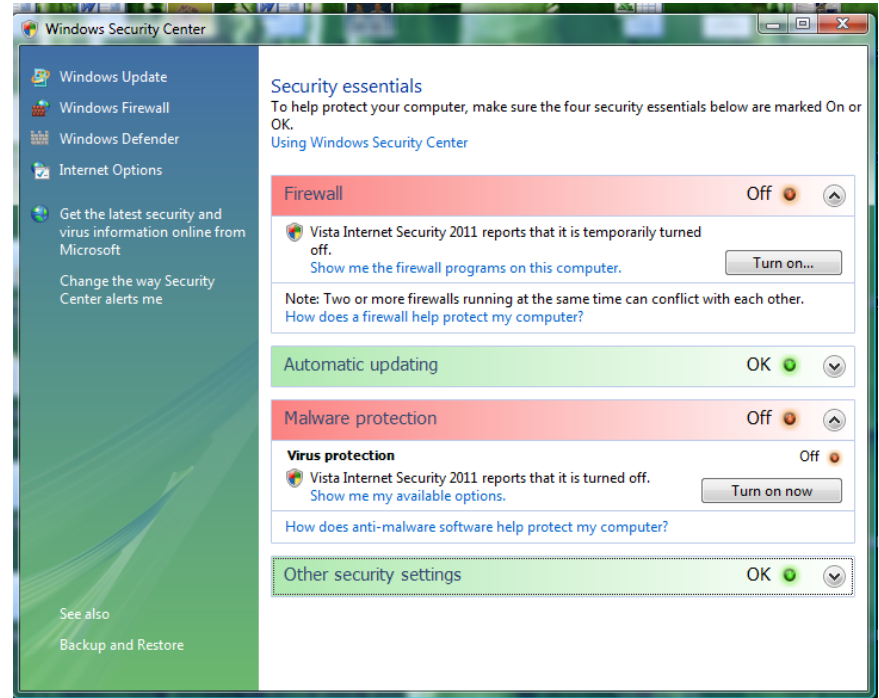 Windows Security Center
Windows Update
Windows Firewall
Windows Defender
Internet Options
Get the latest security and
virus information online from
Microsoft
Change the way Security
Center alerts me
See also
Backup and Restore
Security essentials
To help protect your computer, make sure the four security essentials below are marked On or
OK.
Using Windows Security Center
Firewall Off
Vista Internet Security 2011 reports that it is temporarily turned
off.
Show me the firewall programs on this computer.
Turn on...
Note: Two or more firewalls running at the same time can conflict with each other.
How does a firewall help protect my computer?
Automatic updating OK
Malware protection Off
Virus protection Off
Vista Internet Security 2011 reports that it is turned off.
Show me my available options.
Turn on now
How does anti-malware software help protect my computer?
Other security settings OK